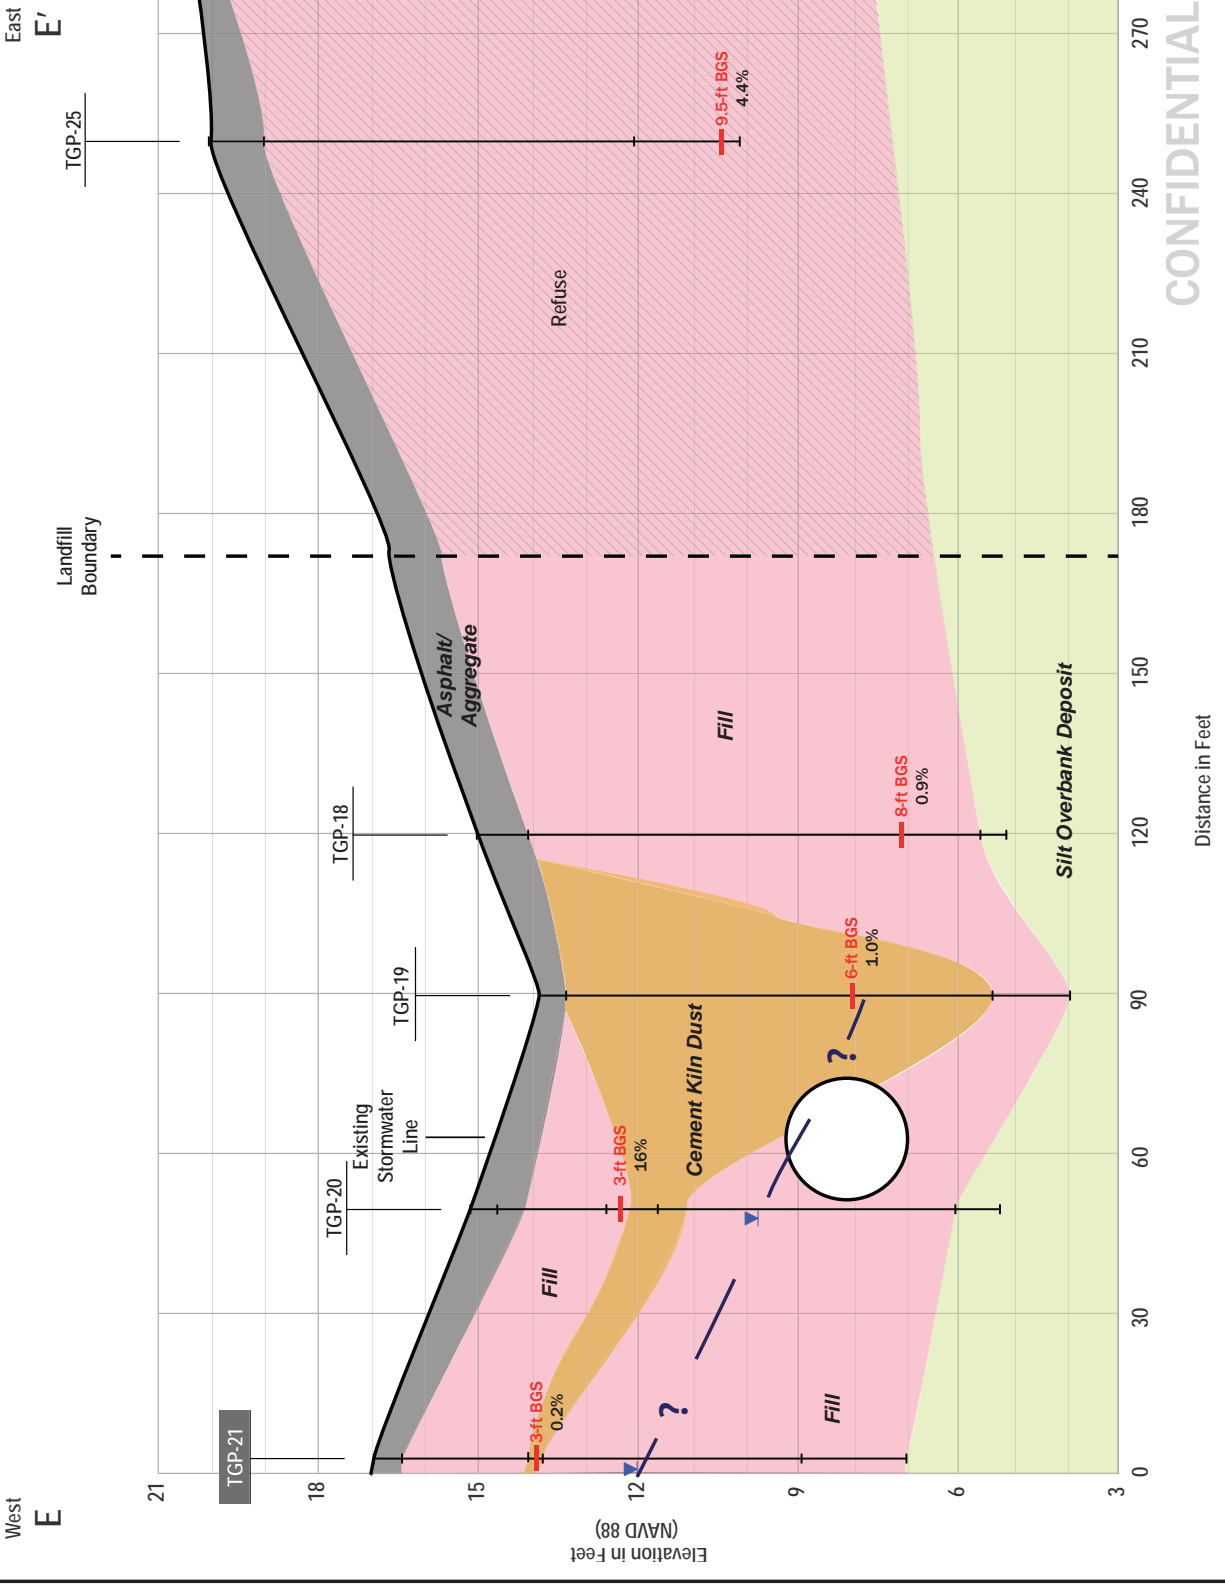 West
E
East
E′
TGP-21
TGP-20
Existing
Stormwater
Line
TGP-19
TGP-18
Landfill
Boundary
TGP-25
Elevation in Feet
(NAVD 88)
21
18
15
12
9
6
3
Asphalt/
Aggregate
Fill
Refuse
3-ft BGS
0.2%
3-ft BGS
16%
Cement Kiln Dust
6-ft BGS
1.0%
8-ft BGS
0.9%
9.5-ft BGS
4.4%
Fill
Fill
?
?
Silt Overbank Deposit
0
30
60
90
120
150
180
210
240
270
Distance in Feet
CONFIDENTIAL